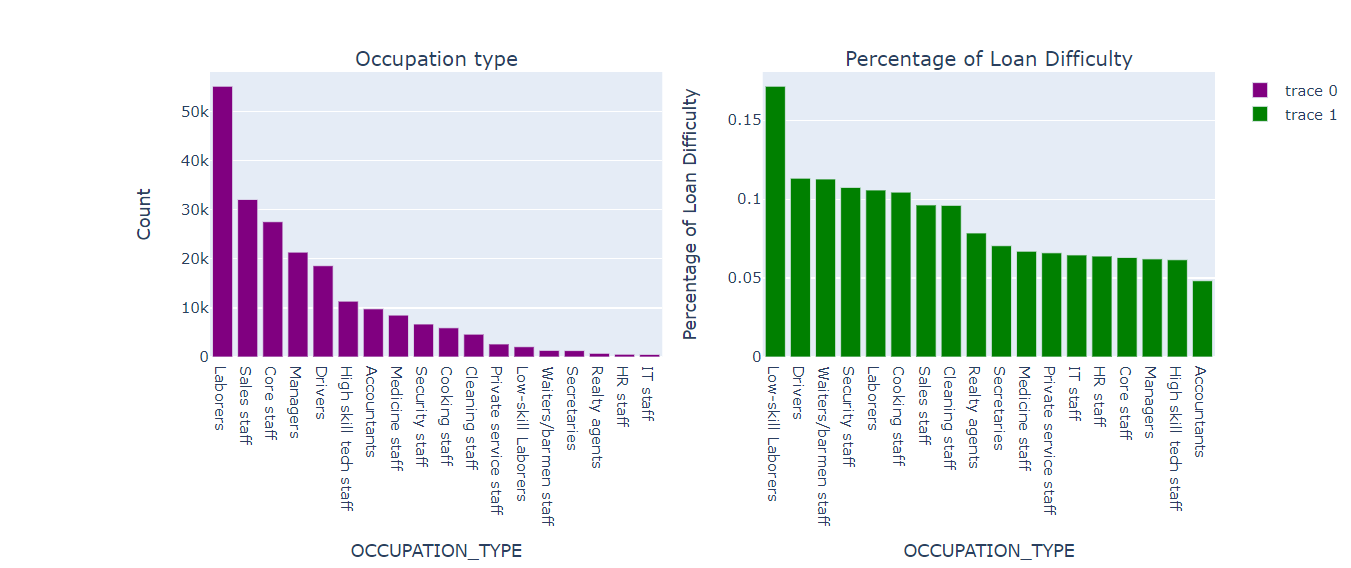 Occupation type
Count
50k
40k
30k
20k
10k
0
Laborers
Sales staff
Core staff
Managers
Drivers
High skill tech staff
Accountants
Medicine staff
Security staff
Cooking staff
Cleaning staff
Private service staff
Low-skill Laborers
Waiters/barmen staff
Secretaries
Realty agents
HR staff
IT staff
OCCUPATION_TYPE
Percentage of Loan Difficulty
Percentage of Loan Difficulty
0.15
0.1
0.05
0
Low-skill Laborers
Drivers
Waiters/barmen staff
Security staff
Laborers
Cooking staff
Sales staff
Cleaning staff
Realty agents
Secretaries
Medicine staff
Private service staff
IT staff
HR staff
Core staff
Managers
High skill tech staff
Accountants
OCCUPATION_TYPE
trace 0
trace 1